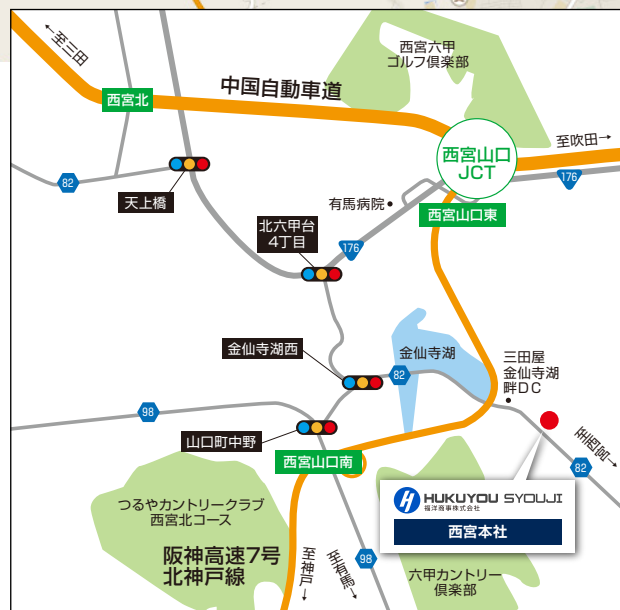 ←至三田
西宮六甲
ゴルフ倶楽部
中国自動車道
西宮北
西宮山口
JCT
至吹田→
82
天上橋
有馬病院
176
西宮山口東
北六甲台
4丁目
176
金仙寺湖西
金仙寺湖
82
三田屋
金仙寺湖
畔DC
98
山口町中野
西宮山口南
至西宮→
82
HUKUYOU SYOUJI
福洋商事株式会社
西宮本社
つるやカントリークラブ
西宮北コース
阪神高速7号
北神戸線
至神戸→
至有馬→
98
六甲カントリー
倶楽部